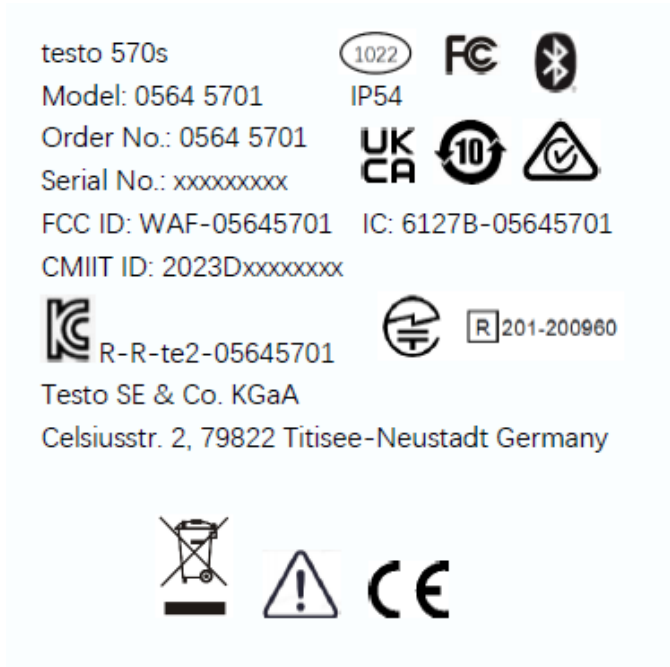 testo 570s 1022 FC
Model: 0564 5701 IP54
Order No.: 0564 5701 UK CA 10
Serial No.: xxxxxxxxx
FCC ID: WAF-05645701 IC: 6127B-05645701
CMIIT ID: 2023Dxxxxxxxx
KC R-R-te2-05645701 R 201-200960
Testo SE & Co. KGaA
Celsiusstr. 2, 79822 Titisee-Neustadt Germany
CE